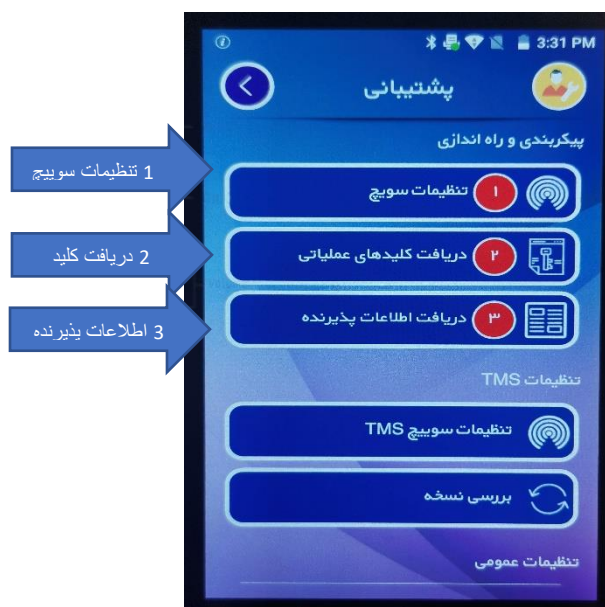 3:31 PM
پشتیبانی
پیکربندی و راه اندازی
1 تنظیمات سوییچ
۱ تنظیمات سویچ
2 دریافت کلید
۲ دریافت کلیدهای عملیاتی
3 اطلاعات پذیرنده
۳ دریافت اطلاعات پذیرنده
تنظیمات TMS
تنظیمات سوییچ TMS
بررسی نسخه
تنظیمات عمومی